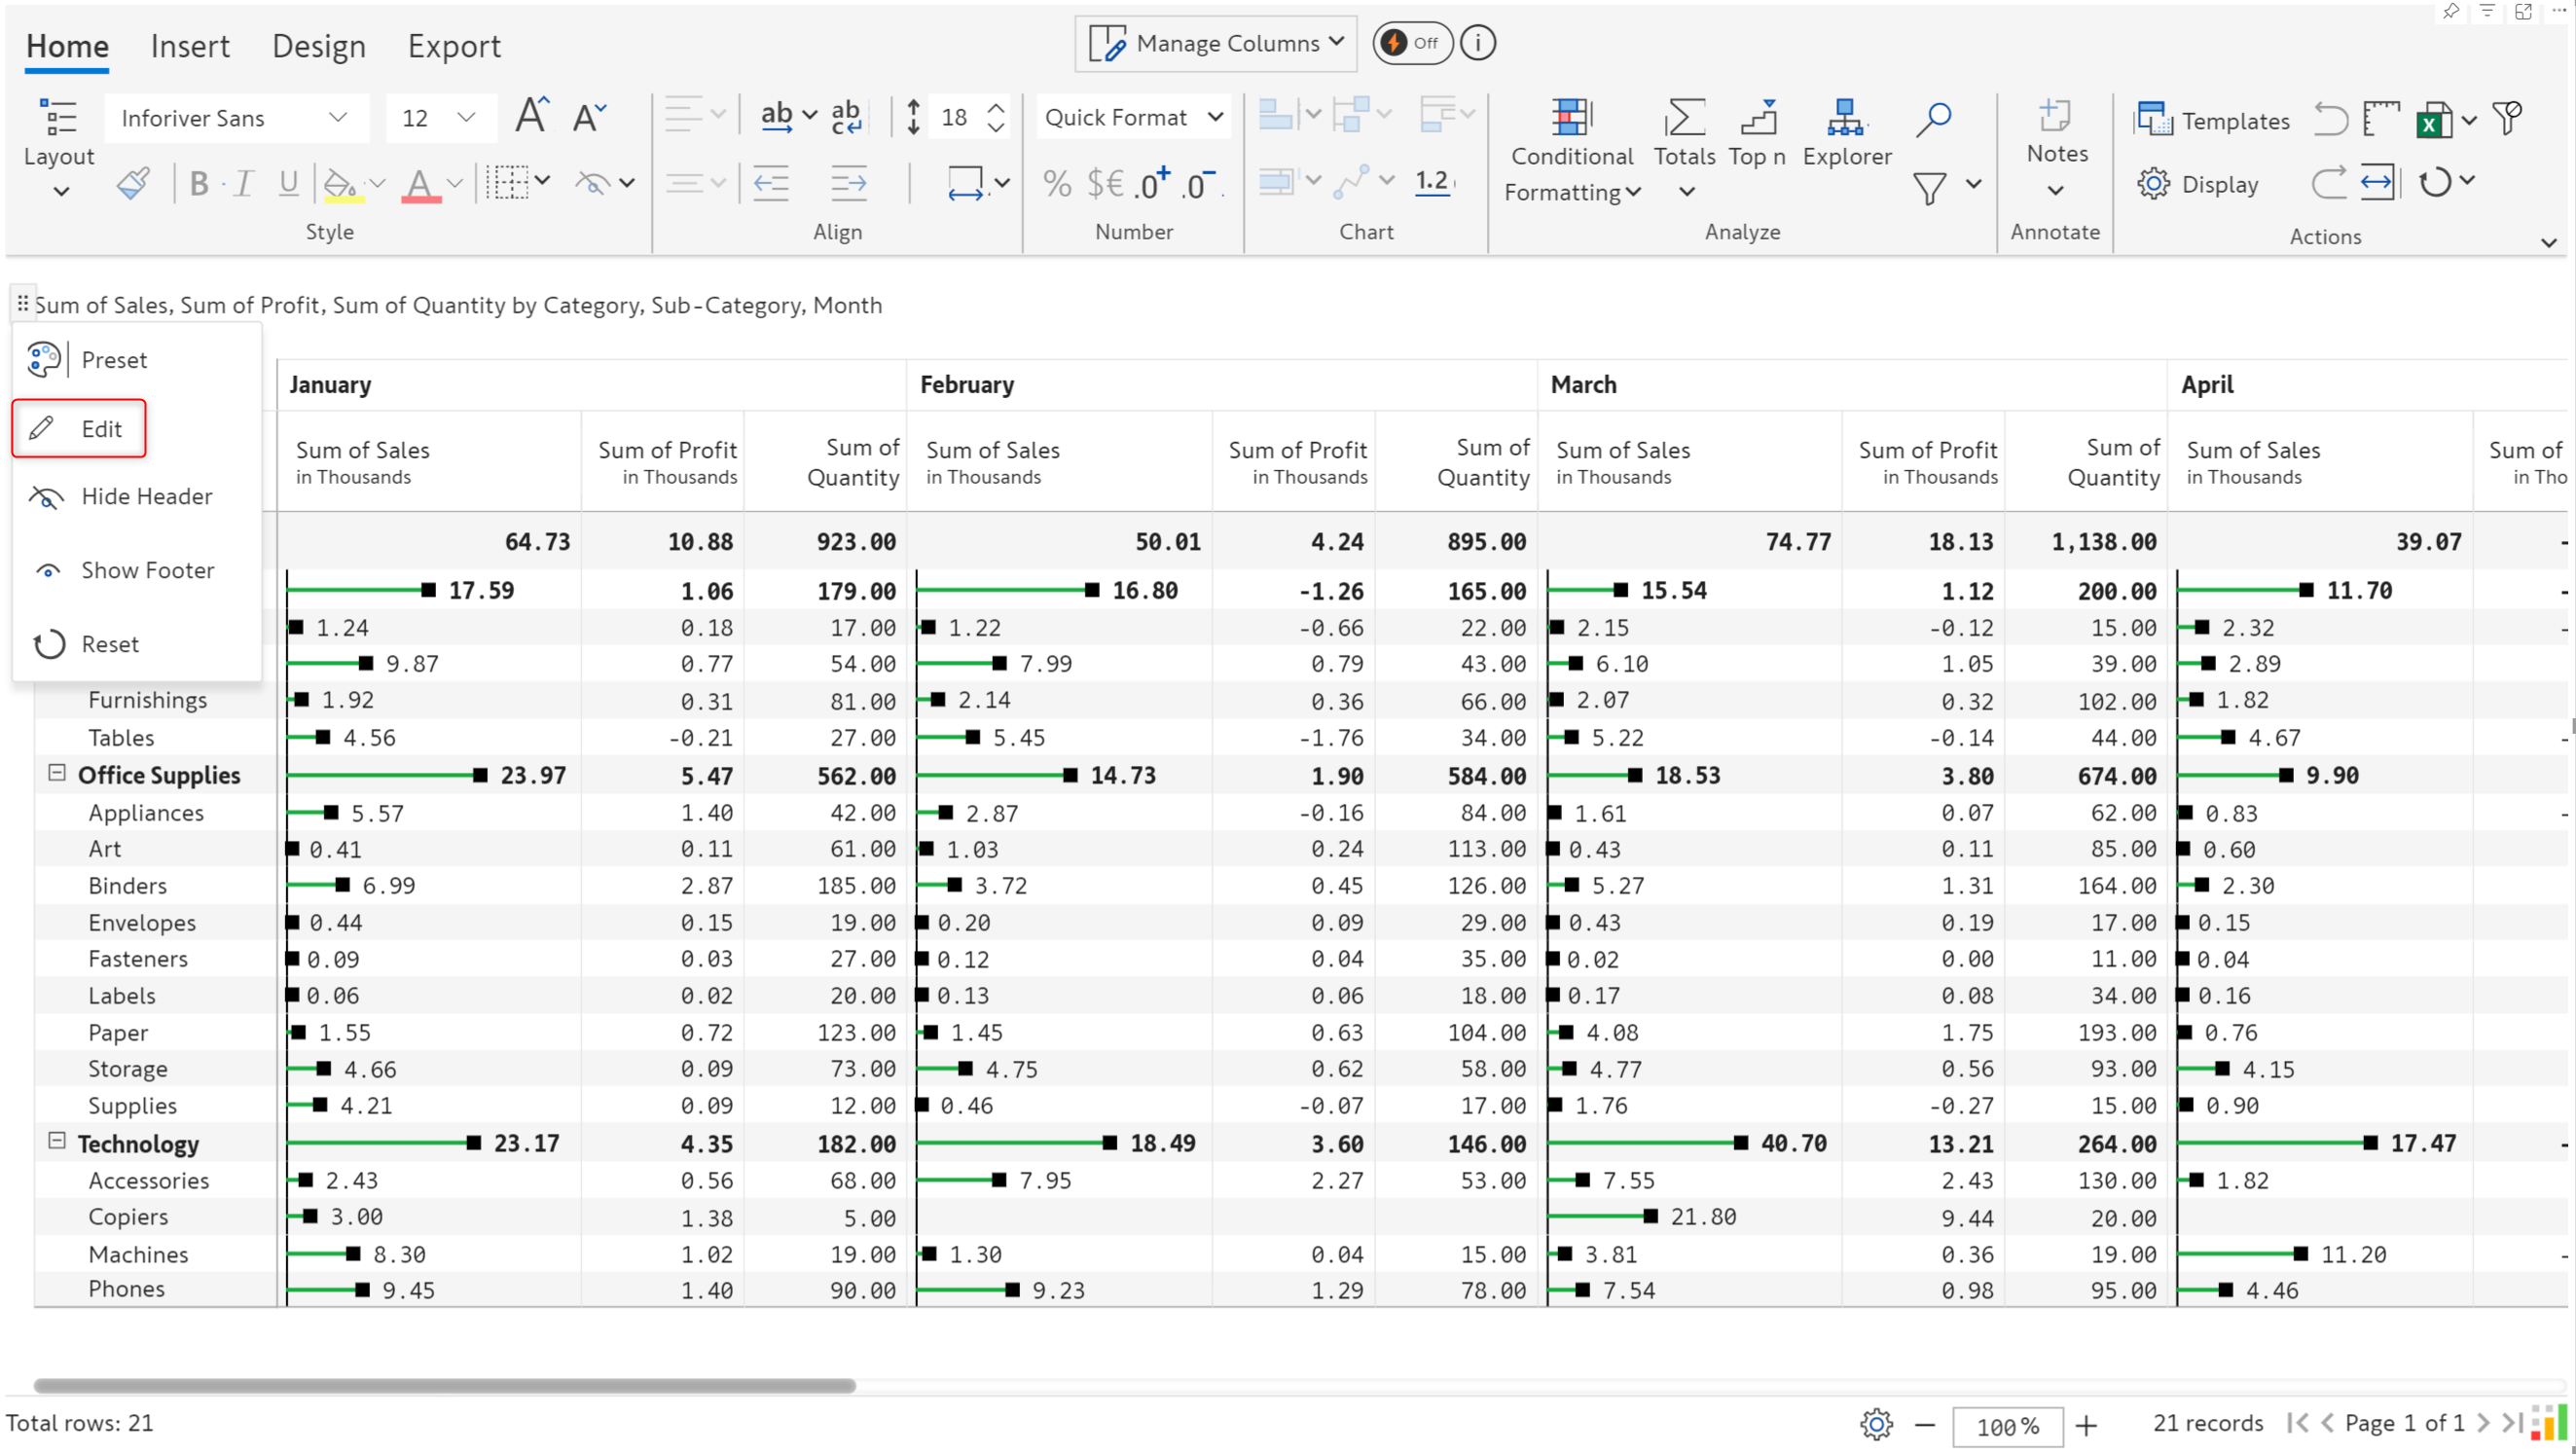 Home Insert Design Export Manage Columns Off i
Inforiver Sans 12 A A ab ab 18 Quick Format Templates
Layout Conditional Totals Top n Explorer Notes
B I U A % $€ .0+ .0- 1.2 Formatting Display
Style Align Number Chart Analyze Annotate Actions
Sum of Sales, Sum of Profit, Sum of Quantity by Category, Sub-Category, Month
Preset
Edit
Hide Header
Show Footer
Reset
January February March April
Sum of Sales Sum of Profit Sum of Sum of Sales Sum of Profit Sum of Sum of Sales Sum of Profit Sum of Sum of Sales Sum of
in Thousands in Thousands Quantity in Thousands in Thousands Quantity in Thousands in Thousands Quantity in Thousands in Tho
64.73 10.88 923.00 50.01 4.24 895.00 74.77 18.13 1,138.00 39.07 -
17.59 1.06 179.00 16.80 -1.26 165.00 15.54 1.12 200.00 11.70 -
1.24 0.18 17.00 1.22 -0.66 22.00 2.15 -0.12 15.00 2.32 -
9.87 0.77 54.00 7.99 0.79 43.00 6.10 1.05 39.00 2.89
Furnishings 1.92 0.31 81.00 2.14 0.36 66.00 2.07 0.32 102.00 1.82
Tables 4.56 -0.21 27.00 5.45 -1.76 34.00 5.22 -0.14 44.00 4.67 -
Office Supplies 23.97 5.47 562.00 14.73 1.90 584.00 18.53 3.80 674.00 9.90
Appliances 5.57 1.40 42.00 2.87 -0.16 84.00 1.61 0.07 62.00 0.83 -
Art 0.41 0.11 61.00 1.03 0.24 113.00 0.43 0.11 85.00 0.60
Binders 6.99 2.87 185.00 3.72 0.45 126.00 5.27 1.31 164.00 2.30
Envelopes 0.44 0.15 19.00 0.20 0.09 29.00 0.43 0.19 17.00 0.15
Fasteners 0.09 0.03 27.00 0.12 0.04 35.00 0.02 0.00 11.00 0.04
Labels 0.06 0.02 20.00 0.13 0.06 18.00 0.17 0.08 34.00 0.16
Paper 1.55 0.72 123.00 1.45 0.63 104.00 4.08 1.75 193.00 0.76
Storage 4.66 0.09 73.00 4.75 0.62 58.00 4.77 0.56 93.00 4.15
Supplies 4.21 0.09 12.00 0.46 -0.07 17.00 1.76 -0.27 15.00 0.90
Technology 23.17 4.35 182.00 18.49 3.60 146.00 40.70 13.21 264.00 17.47 -
Accessories 2.43 0.56 68.00 7.95 2.27 53.00 7.55 2.43 130.00 1.82
Copiers 3.00 1.38 5.00 21.80 9.44 20.00
Machines 8.30 1.02 19.00 1.30 0.04 15.00 3.81 0.36 19.00 11.20 -
Phones 9.45 1.40 90.00 9.23 1.29 78.00 7.54 0.98 95.00 4.46
Total rows: 21 100% 21 records Page 1 of 1